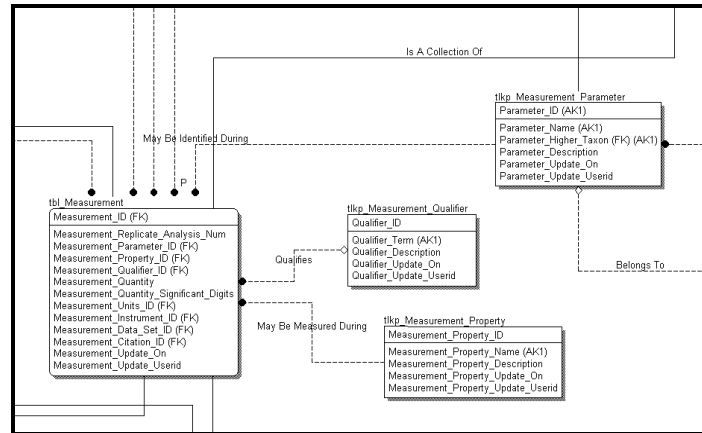 Is A Collection Of
tlkp_Measurement_Parameter
Parameter_ID (AK1)
Parameter_Name (AK1)
Parameter_Higher_Taxon (FK) (AK1)
Parameter_Description
Parameter_Update_On
Parameter_Update_Userid
May Be Identified During
P
tbl_Measurement
Measurement_ID (FK)
Measurement_Replicate_Analysis_Num
Measurement_Parameter_ID (FK)
Measurement_Property_ID (FK)
Measurement_Qualifier_ID (FK)
Measurement_Quantity
Measurement_Quantity_Significant_Digits
Measurement_Units_ID (FK)
Measurement_Instrument_ID (FK)
Measurement_Data_Set_ID (FK)
Measurement_Citation_ID (FK)
Measurement_Update_On
Measurement_Update_Userid
tlkp_Measurement_Qualifier
Qualifier_ID
Qualifier_Term (AK1)
Qualifier_Description
Qualifier_Update_On
Qualifier_Update_Userid
Qualifies
Belongs To
May Be Measured During
tlkp_Measurement_Property
Measurement_Property_ID
Measurement_Property_Name (AK1)
Measurement_Property_Description
Measurement_Property_Update_On
Measurement_Property_Update_Userid